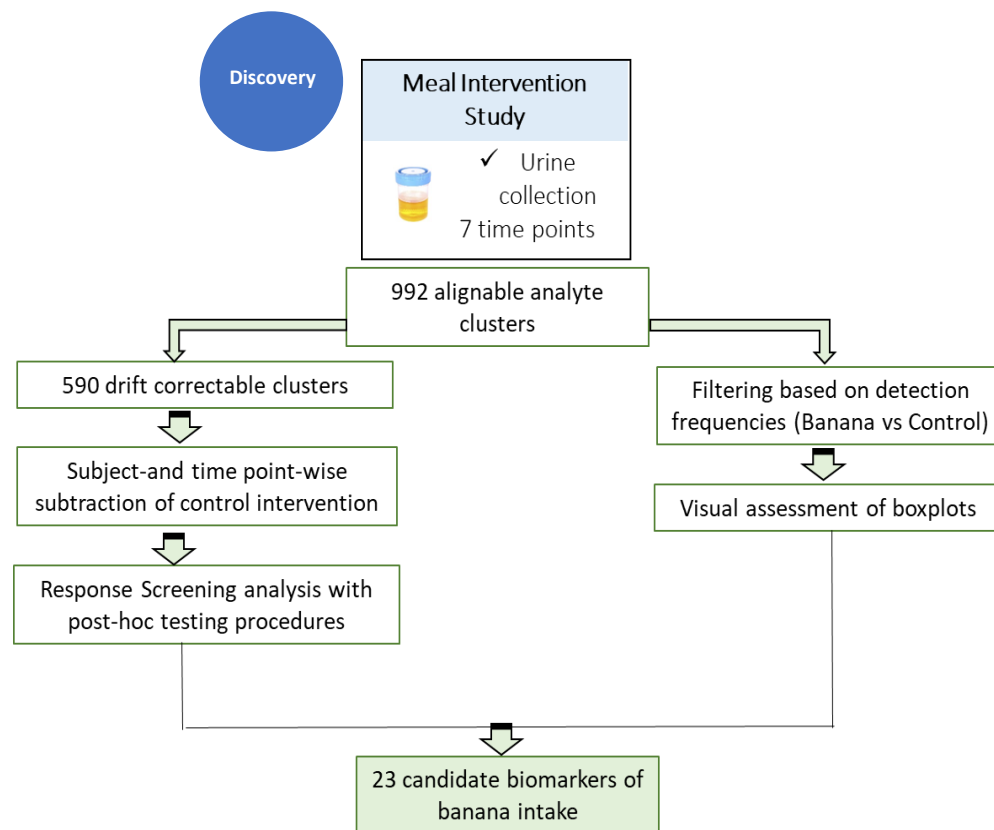 Discovery
Meal Intervention
Study
✓ Urine
collection
7 time points
992 alignable analyte
clusters
590 drift correctable clusters
Subject-and time point-wise
subtraction of control intervention
Response Screening analysis with
post-hoc testing procedures
Filtering based on detection
frequencies (Banana vs Control)
Visual assessment of boxplots
23 candidate biomarkers of
banana intake